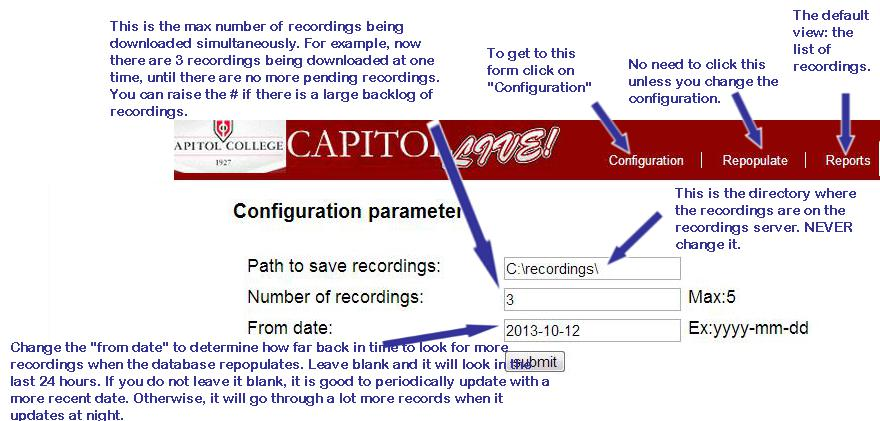 This is the max number of recordings being
downloaded simultaneously. For example, now
there are 3 recordings being downloaded at one
time, until there are no more pending recordings.
You can raise the # if there is a large backlog of
recordings.
To get to this
form click on
"Configuration"
No need to click this
unless you change the
configuration.
The default
view: the
list of
recordings.
APITOL COLLEGE
1927
CAPITOL LIVE!
Configuration
Repopulate
Reports
This is the directory where
the recordings are on the
recordings server. NEVER
change it.
Configuration parameter
Path to save recordings:
C:\recordings\
Number of recordings:
3
Max:5
From date:
2013-10-12
Ex:yyyy-mm-dd
submit
Change the "from date" to determine how far back in time to look for more
recordings when the database repopulates. Leave blank and it will look in the
last 24 hours. If you do not leave it blank, it is good to periodically update with a
more recent date. Otherwise, it will go through a lot more records when it
updates at night.